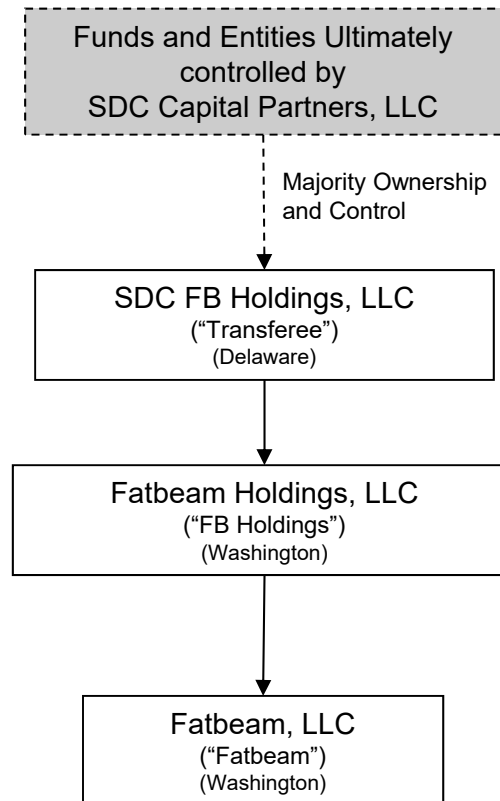 Funds and Entities Ultimately
controlled by
SDC Capital Partners, LLC
Majority Ownership
and Control
SDC FB Holdings, LLC
(“Transferee”)
(Delaware)
Fatbeam Holdings, LLC
(“FB Holdings”)
(Washington)
Fatbeam, LLC
(“Fatbeam”)
(Washington)